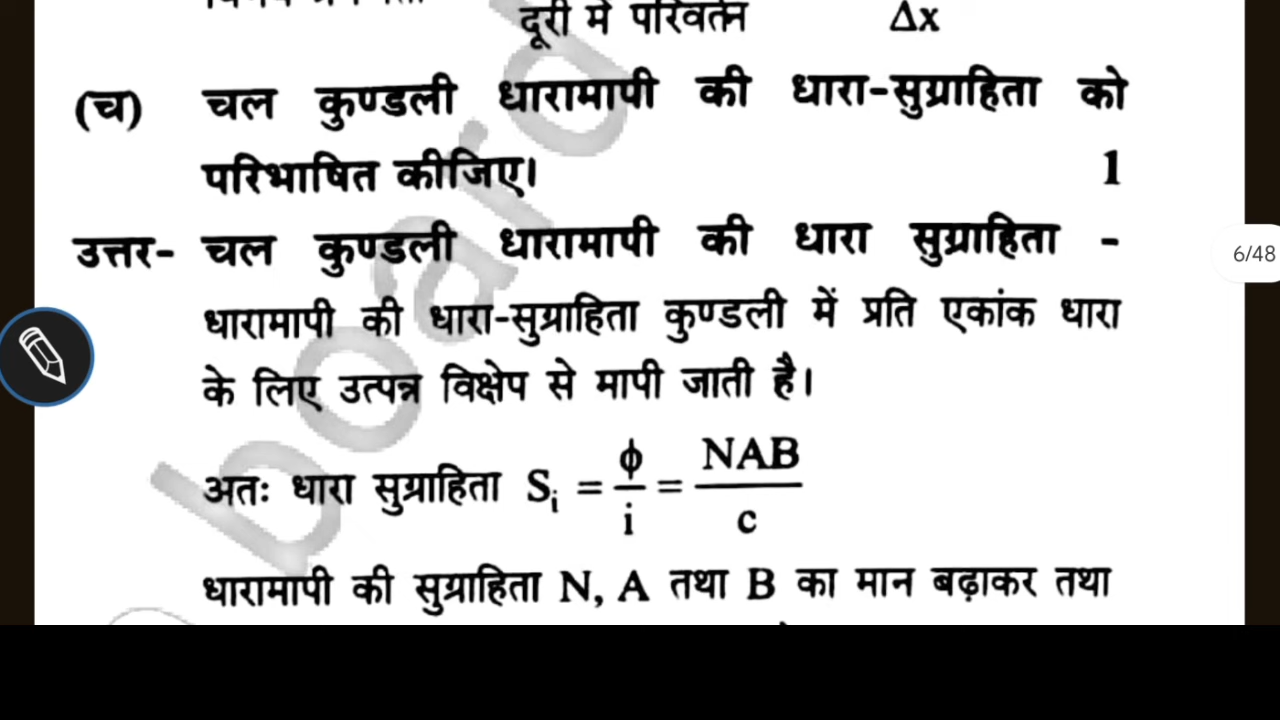 दूरी में परिवर्तन Δx
(च) चल कुण्डली धारामापी की धारा-सुग्राहिता को
परिभाषित कीजिए। 1
उत्तर- चल कुण्डली धारामापी की धारा सुग्राहिता -
6/48
धारामापी की धारा-सुग्राहिता कुण्डली में प्रति एकांक धारा
के लिए उत्पन्न विक्षेप से मापी जाती है।
अतः धारा सुग्राहिता Si = ϕ/i = NAB/c
धारामापी की सुग्राहिता N, A तथा B का मान बढ़ाकर तथा
board